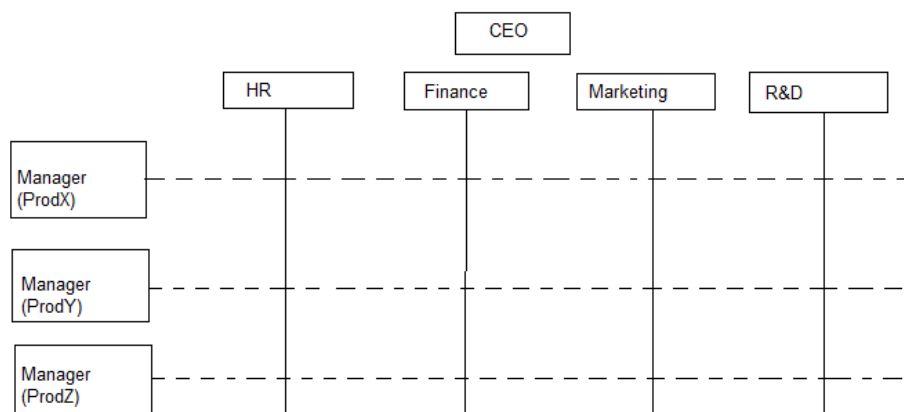 CEO
HR
Finance
Marketing
R&D
Manager
(ProdX)
Manager
(ProdY)
Manager
(ProdZ)